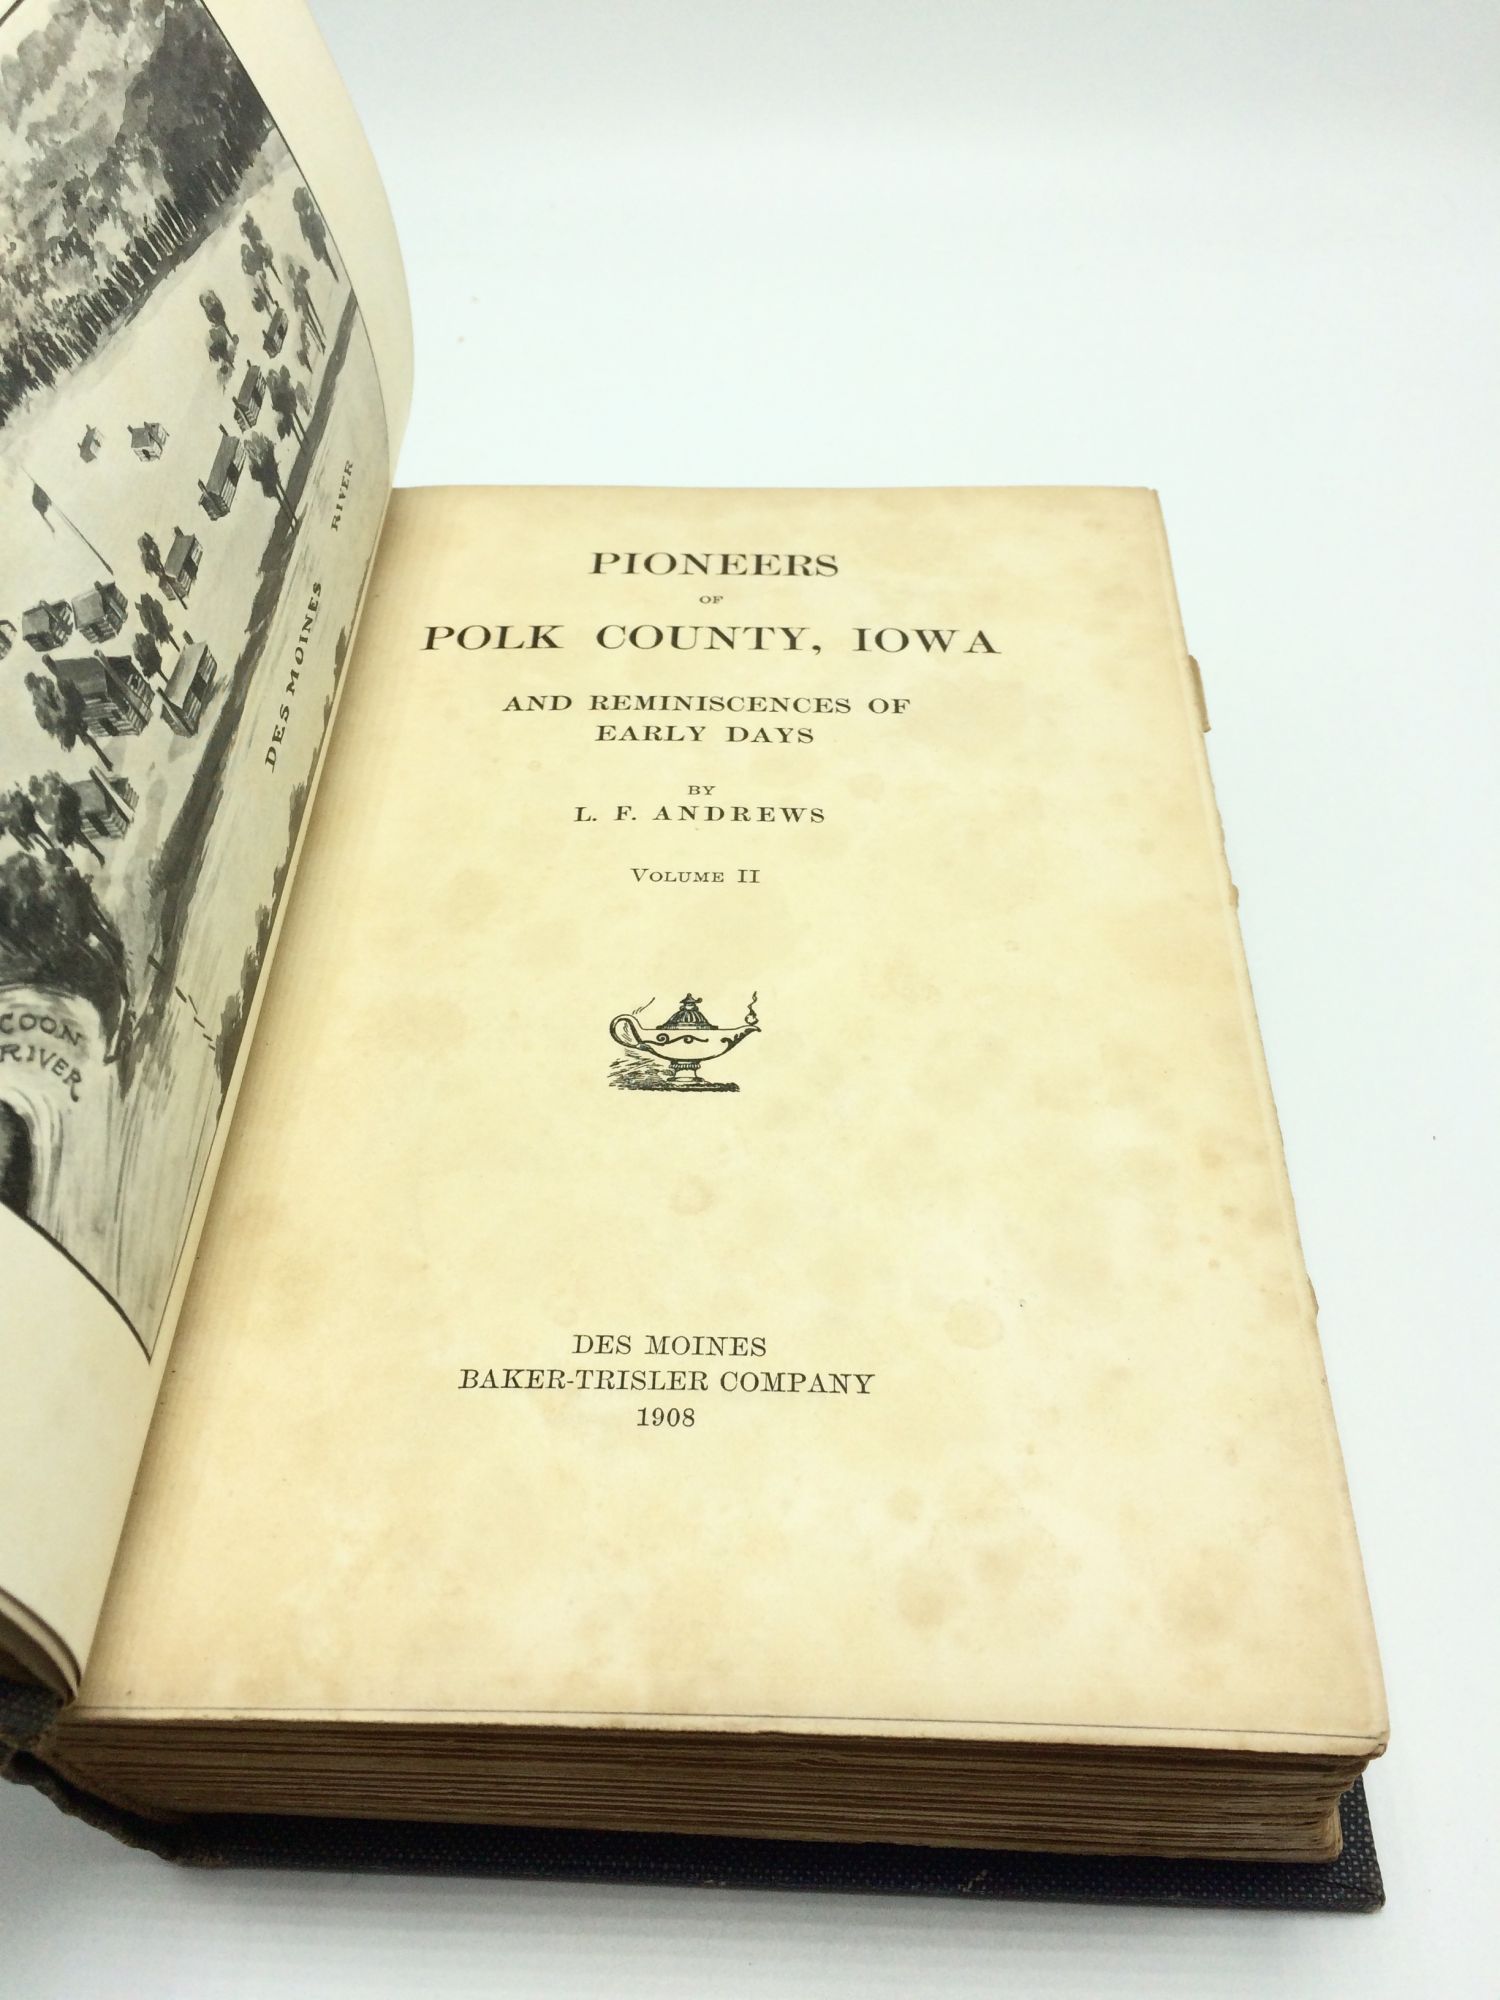 DES MOINES RIVER
COON
RIVER
PIONEERS
OF
POLK COUNTY, IOWA
AND REMINISCENCES OF
EARLY DAYS
BY
L. F. ANDREWS
VOLUME II
DES MOINES
BAKER-TRISLER COMPANY
1908